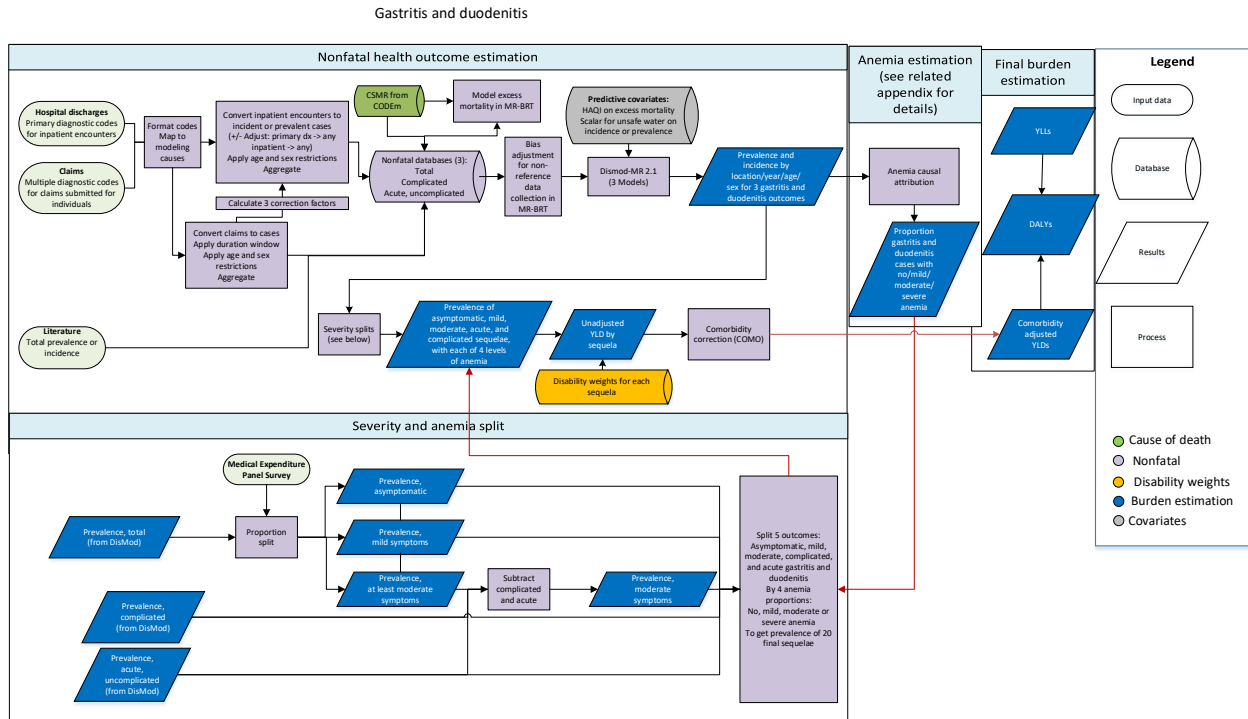 Gastritis and duodenitis
Nonfatal health outcome estimation
Hospital discharges
Primary diagnostic codes
for inpatient encounters
Claims
Multiple diagnostic codes
for claims submitted for
individuals
Format codes
Map to
modeling
causes
Convert inpatient encounters to
incident or prevalent cases
(+/- Adjust: primary dx -> any
inpatient -> any)
Apply age and sex restrictions
Aggregate
Calculate 3 correction factors
Convert claims to cases
Apply duration window
Apply age and sex
restrictions
Aggregate
CSMR from
CODEm
Model excess
mortality in MR-BRT
Nonfatal databases (3):
Total
Complicated
Acute, uncomplicated
Bias
adjustment
for non-
reference
data
collection in
MR-BRT
Predictive covariates:
HAQI on excess mortality
Scalar for unsafe water on
incidence or prevalence
Dismod-MR 2.1
(3 Models)
Prevalence and
incidence by
location/year/age/
sex for 3 gastritis and
duodenitis outcomes
Literature
Total prevalence or
incidence
Severity splits
(see below)
Prevalence of
asymptomatic, mild,
moderate, acute, and
complicated sequelae,
with each of 4 levels
of anemia
Unadjusted
YLD by
sequela
Comorbidity
correction (COMO)
Disability weights for each
sequela
Anemia estimation
(see related
appendix for
details)
Anemia causal
attribution
Proportion
gastritis and
duodenitis
cases with
no/mild/
moderate/
severe
anemia
Final burden
estimation
YLLs
DALYs
Comorbidity
adjusted
YLDs
Legend
Input data
Database
Results
Process
Cause of death
Nonfatal
Disability weights
Burden estimation
Covariates
Severity and anemia split
Medical Expenditure
Panel Survey
Prevalence, total
(from DisMod)
Proportion
split
Prevalence,
asymptomatic
Prevalence,
mild symptoms
Prevalence,
at least moderate
symptoms
Subtract
complicated
and acute
Prevalence,
moderate
symptoms
Prevalence,
complicated
(from DisMod)
Prevalence,
acute,
uncomplicated
(from DisMod)
Split 5 outcomes:
Asymptomatic, mild,
moderate, complicated,
and acute gastritis and
duodenitis
By 4 anemia
proportions:
No, mild, moderate or
severe anemia
To get prevalence of 20
final sequelae